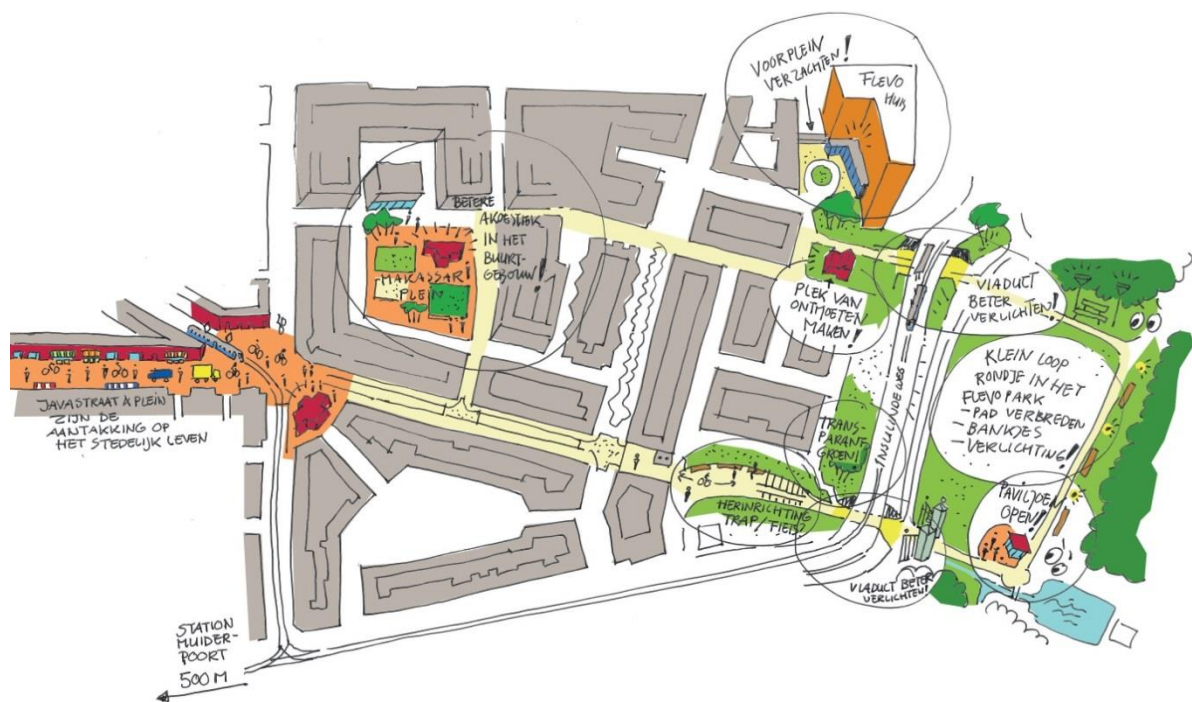 VOORPLEIN
VERZACHTEN!
FLEVO
HUIS
BETERE
AKOESTIEK
IN HET
BUURT-
GEBOUW!
MAKASSAR
PLEIN
PLEK VAN
ONTMOETEN
MAKEN!
VIADUCT
BETER
VERLICHTEN!
KLEIN LOOP
RONDJE IN HET
FLEVO PARK
- PAD VERBREDEN
- BANKJES
- VERLICHTING!
JAVASTRAAT & PLEIN
ZIJN DE
AANTAKKING OP
HET STEDELIJK LEVEN
TRANS-
PARANT
GROEN!
INSULINDEWEG
PAVILJOEN
OPEN!
HERINRICHTING
TRAP/FIETS?
VIADUCT BETER
VERLICHTEN!
STATION
MUIDER-
POORT
500 M